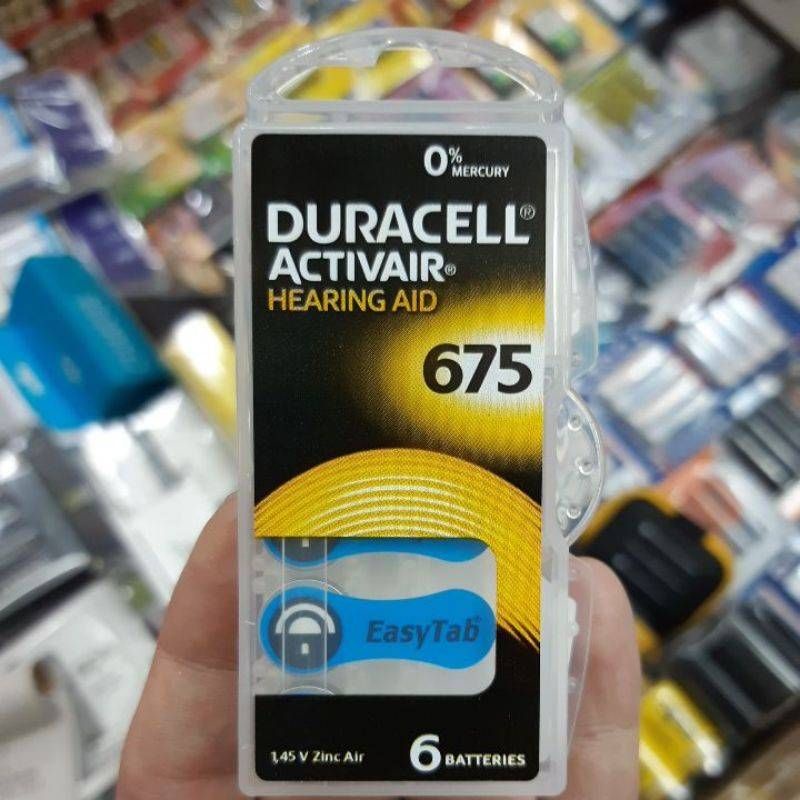 0% MERCURY
DURACELL®
ACTIVAIR®
HEARING AID
675
EasyTab®
1,45 V Zinc Air
6 BATTERIES